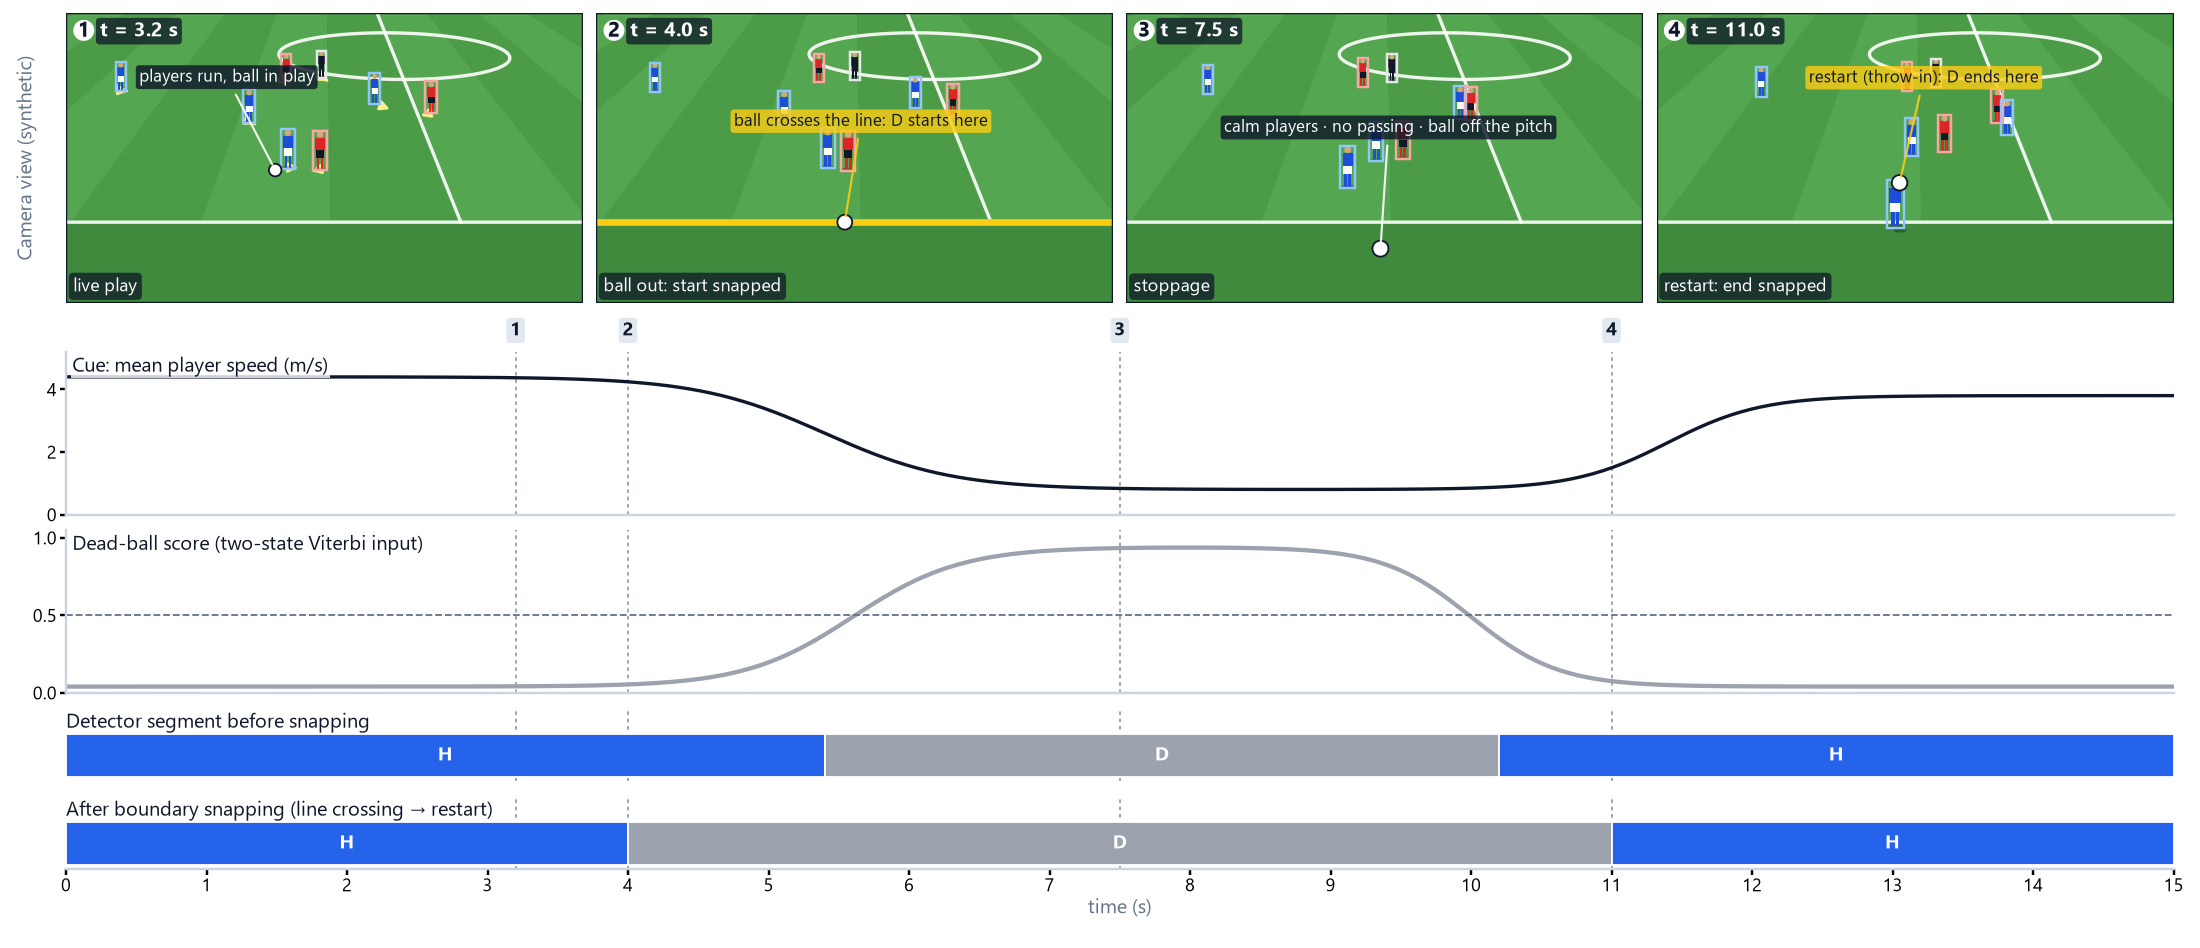 1 t = 3.2 s
players run, ball in play
live play
2 t = 4.0 s
ball crosses the line: D starts here
ball out: start snapped
3 t = 7.5 s
calm players · no passing · ball off the pitch
stoppage
4 t = 11.0 s
restart (throw-in): D ends here
restart: end snapped
Camera view (synthetic)
1 2 3 4
Cue: mean player speed (m/s)
4
2
0
Dead-ball score (two-state Viterbi input)
1.0
0.5
0.0
Detector segment before snapping
H D H
After boundary snapping (line crossing → restart)
H D H
0 1 2 3 4 5 6 7 8 9 10 11 12 13 14 15
time (s)